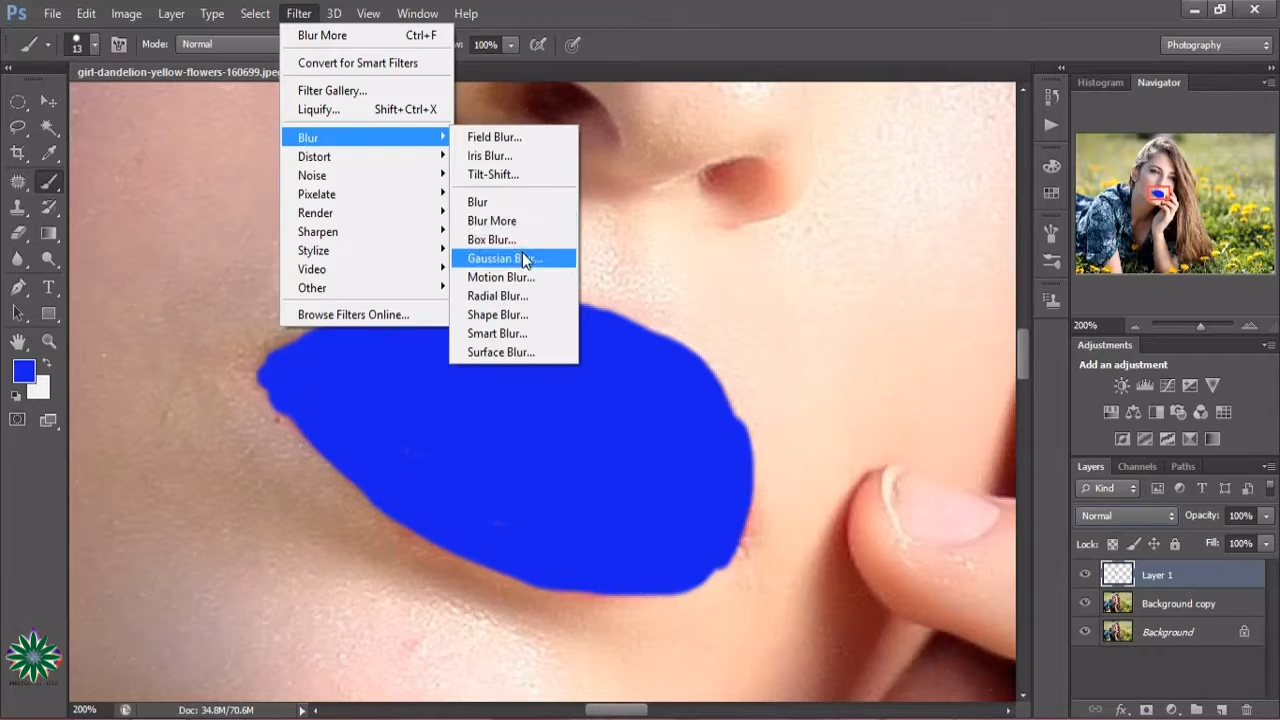 Ps File Edit Image Layer Type Select Filter 3D View Window Help
13 Mode: Normal 100% Photography
girl-dandelion-yellow-flowers-160699.jpe
Blur More Ctrl+F
Convert for Smart Filters
Filter Gallery...
Liquify... Shift+Ctrl+X
Blur
Distort
Noise
Pixelate
Render
Sharpen
Stylize
Video
Other
Browse Filters Online...
Field Blur...
Iris Blur...
Tilt-Shift...
Blur
Blur More
Box Blur...
Gaussian B
Motion Blur...
Radial Blur...
Shape Blur...
Smart Blur...
Surface Blur...
Histogram Navigator
200%
Adjustments
Add an adjustment
Layers Channels Paths
Kind
Normal Opacity: 100%
Lock: Fill: 100%
Layer 1
Background copy
Background
200% Doc: 34.8M/70.6M